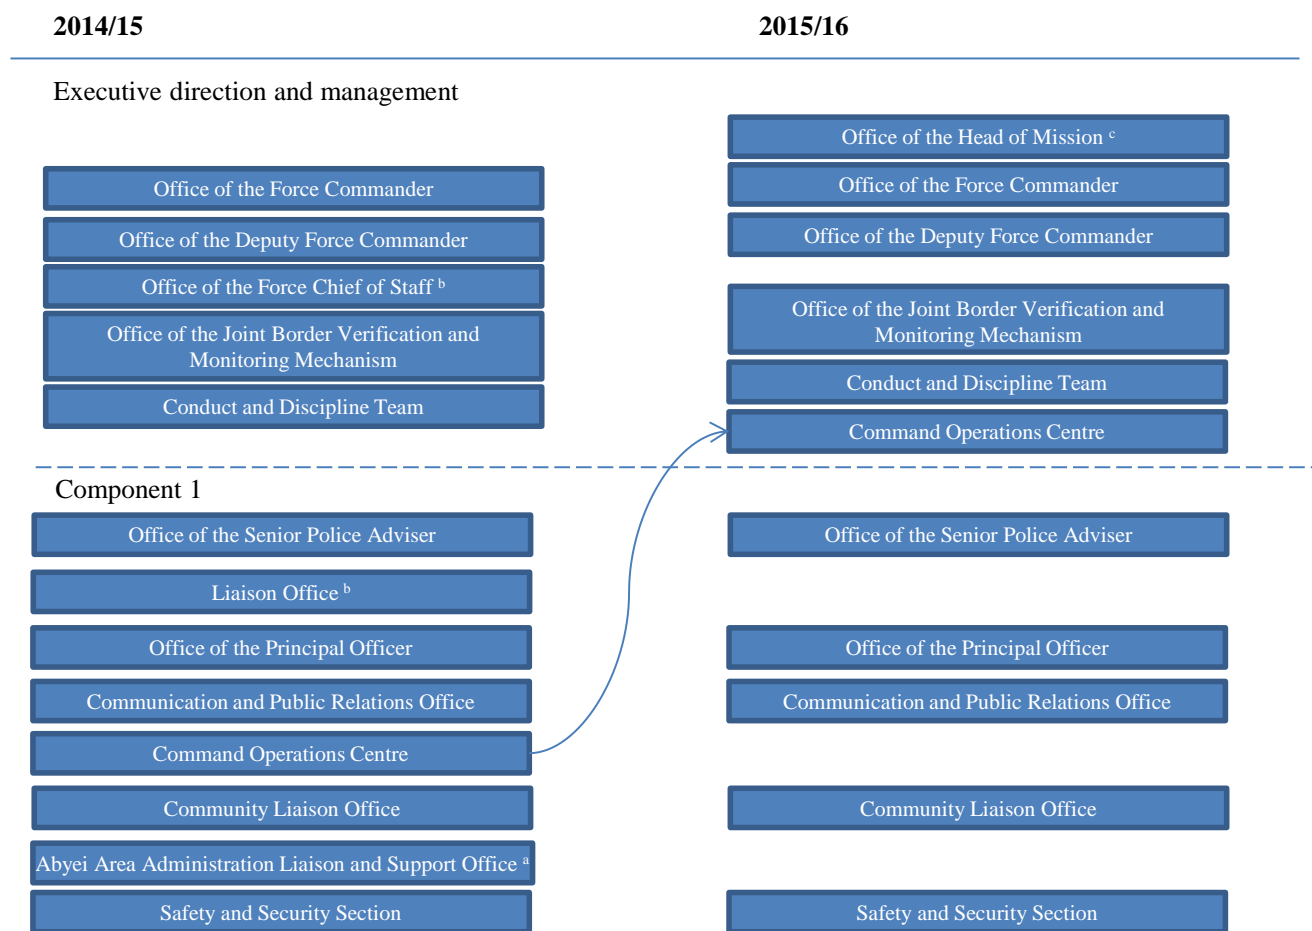 2014/15
2015/16
Executive direction and management
Office of the Head of Mission ᶜ
Office of the Force Commander
Office of the Force Commander
Office of the Deputy Force Commander
Office of the Deputy Force Commander
Office of the Force Chief of Staff ᵇ
Office of the Joint Border Verification and
Monitoring Mechanism
Office of the Joint Border Verification and
Monitoring Mechanism
Conduct and Discipline Team
Conduct and Discipline Team
Command Operations Centre
Component 1
Office of the Senior Police Adviser
Office of the Senior Police Adviser
Liaison Office ᵇ
Office of the Principal Officer
Office of the Principal Officer
Communication and Public Relations Office
Communication and Public Relations Office
Command Operations Centre
Community Liaison Office
Community Liaison Office
Abyei Area Administration Liaison and Support Office ᵃ
Safety and Security Section
Safety and Security Section